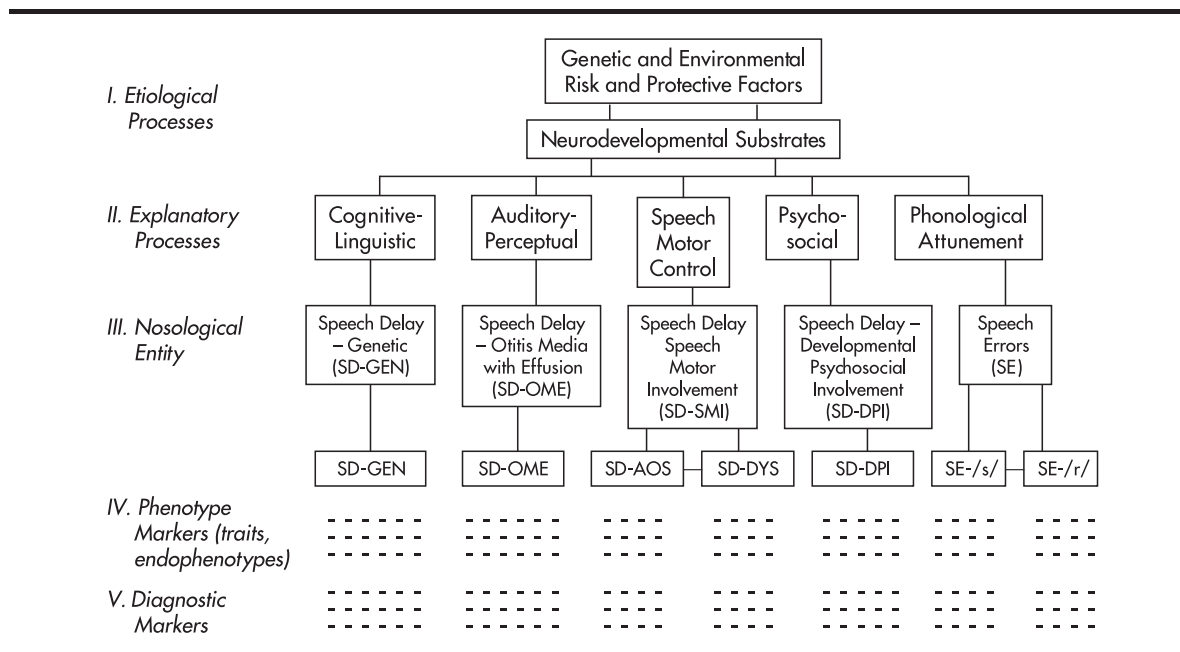 Genetic and Environmental
Risk and Protective Factors
I. Etiological
Processes
Neurodevelopmental Substrates
II. Explanatory
Processes
Cognitive-
Linguistic
Auditory-
Perceptual
Speech
Motor
Control
Psycho-
social
Phonological
Attunement
III. Nosological
Entity
Speech Delay
– Genetic
(SD-GEN)
Speech Delay
– Otitis Media
with Effusion
(SD-OME)
Speech Delay
Speech
Motor
Involvement
(SD-SMI)
Speech Delay –
Developmental
Psychosocial
Involvement
(SD-DPI)
Speech
Errors
(SE)
SD-GEN
SD-OME
SD-AOS
SD-DYS
SD-DPI
SE-/s/
SE-/r/
IV. Phenotype
Markers (traits,
endophenotypes)
V. Diagnostic
Markers